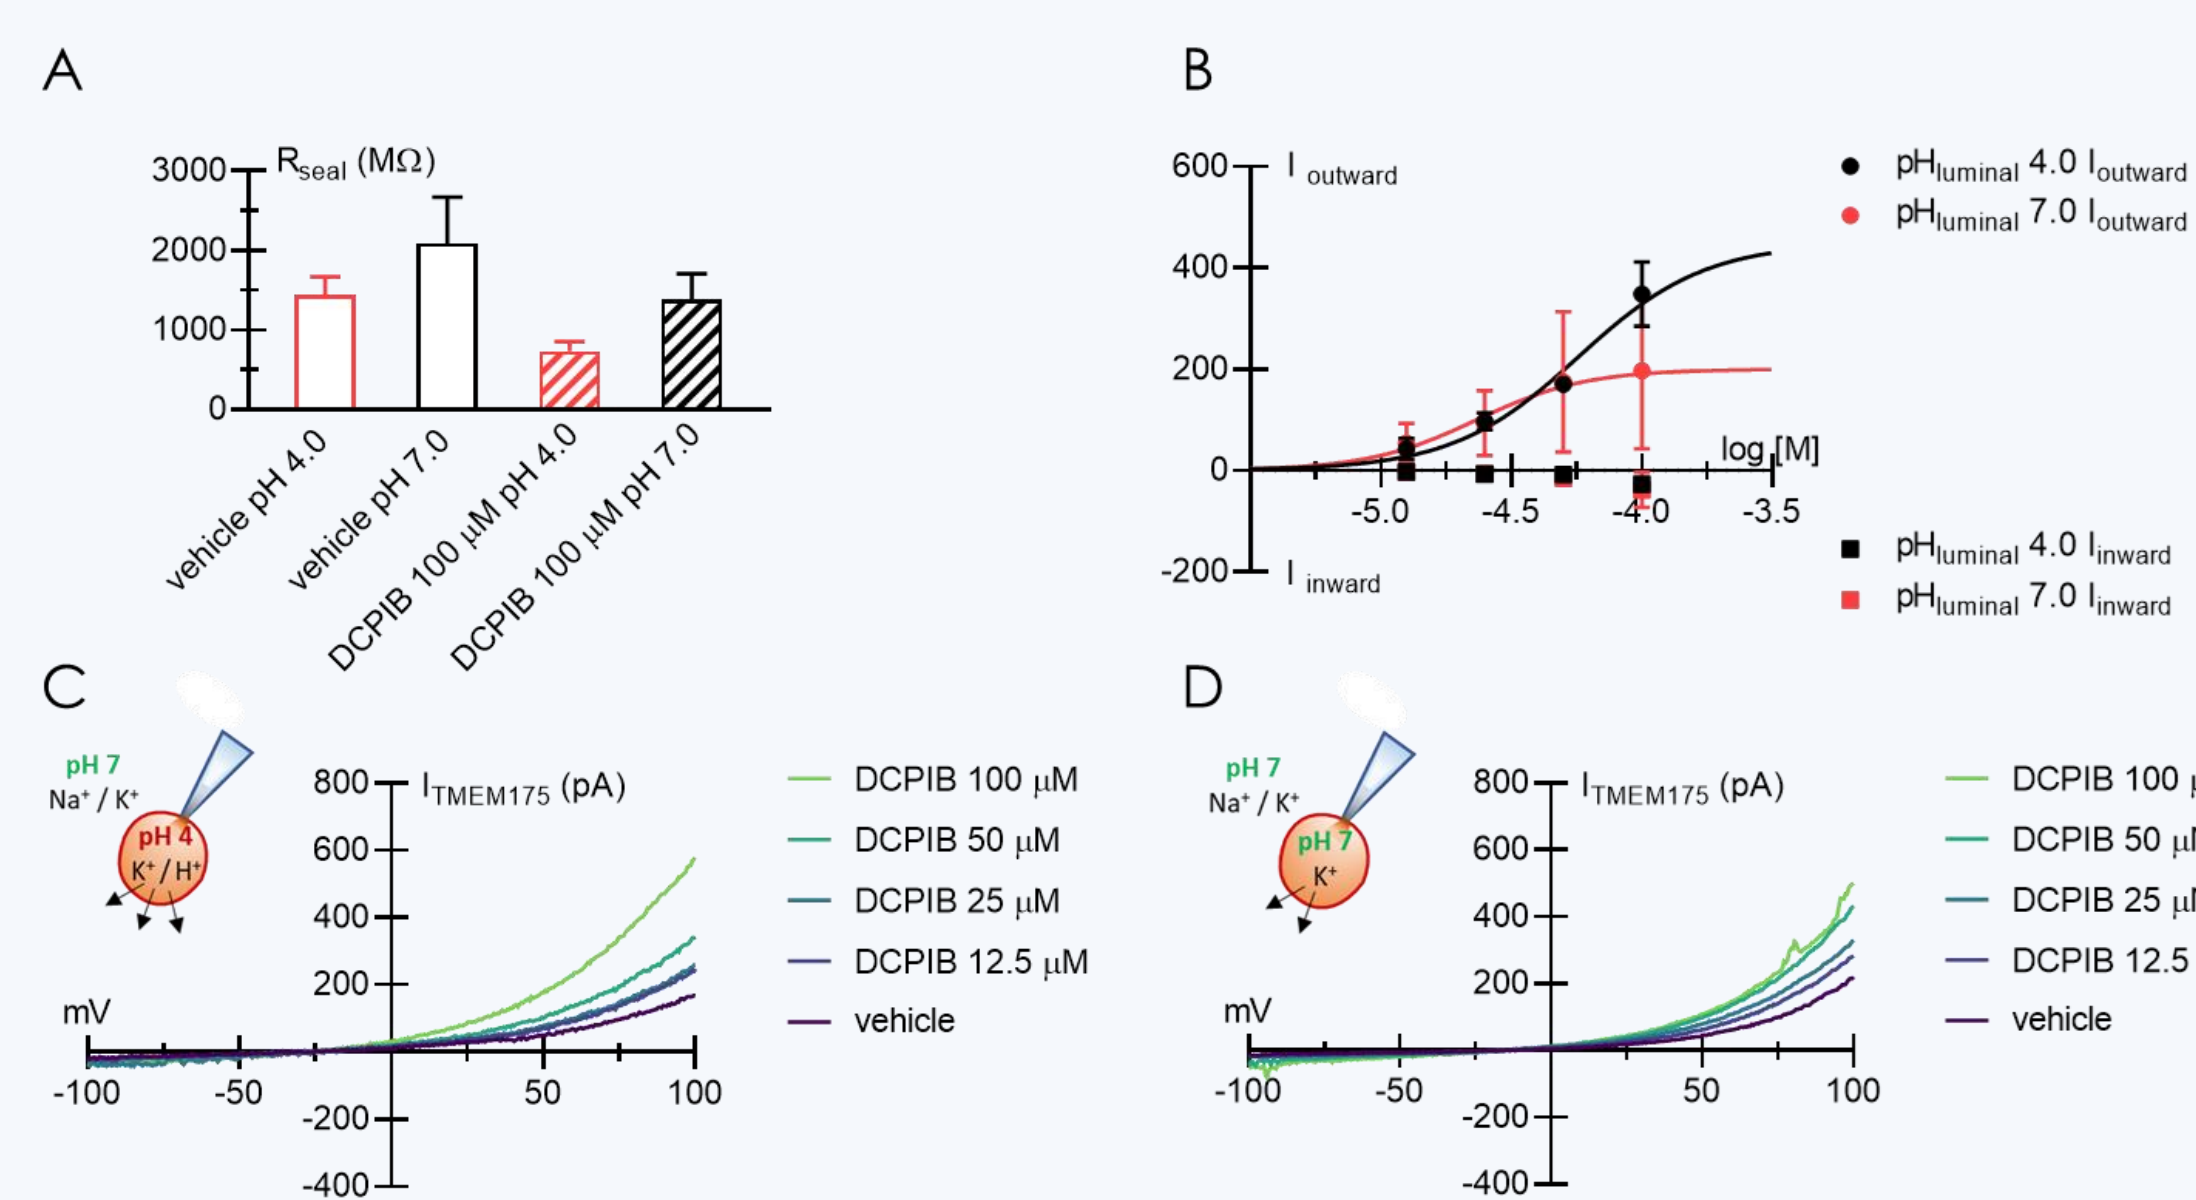 A
Rseal (MΩ)
3000
2000
1000
0
vehicle pH 4.0
vehicle pH 7.0
DCPIB 100 µM pH 4.0
DCPIB 100 µM pH 7.0
B
I outward
600
400
200
0
-200
I inward
log [M]
-5.0 -4.5 -4.0 -3.5
pHluminal 4.0 Ioutward
pHluminal 7.0 Ioutward
pHluminal 4.0 Iinward
pHluminal 7.0 Iinward
C
pH 7
Na+ / K+
pH 4
K+ / H+
ITMEM175 (pA)
800
600
400
200
-200
-400
mV
-100 -50 50 100
DCPIB 100 µM
DCPIB 50 µM
DCPIB 25 µM
DCPIB 12.5 µM
vehicle
D
pH 7
Na+ / K+
pH 7
K+
ITMEM175 (pA)
800
600
400
200
-200
-400
mV
-100 -50 50 100
DCPIB 100
DCPIB 50
DCPIB 25
DCPIB 12.5
vehicle